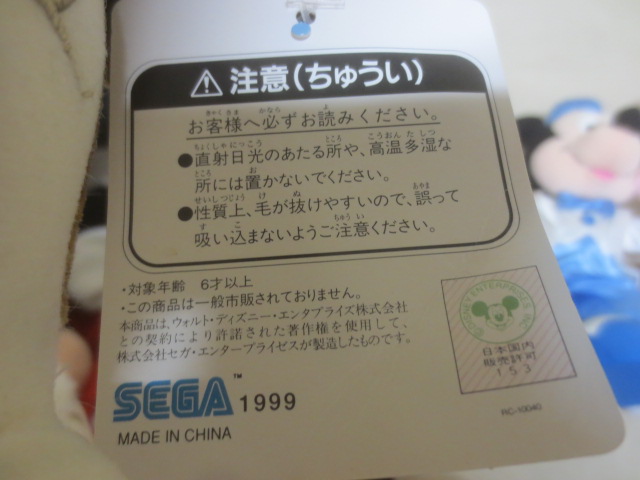 注意(ちゅうい)
お客様へ必ずお読みください。
●直射日光のあたる所や、高温多湿な
所には置かないでください。
●性質上、毛が抜けやすいので、誤って
吸い込まないようご注意ください。
・対象年齢 6才以上
・この商品は一般市販されておりません。
本商品は、ウォルト・ディズニー・エンタプライズ株式会社
との契約により許諾された著作権を使用して、
株式会社セガ・エンタープライゼスが製造したものです。
SEGA™ 1999
MADE IN CHINA
日本国内
販売許可
153